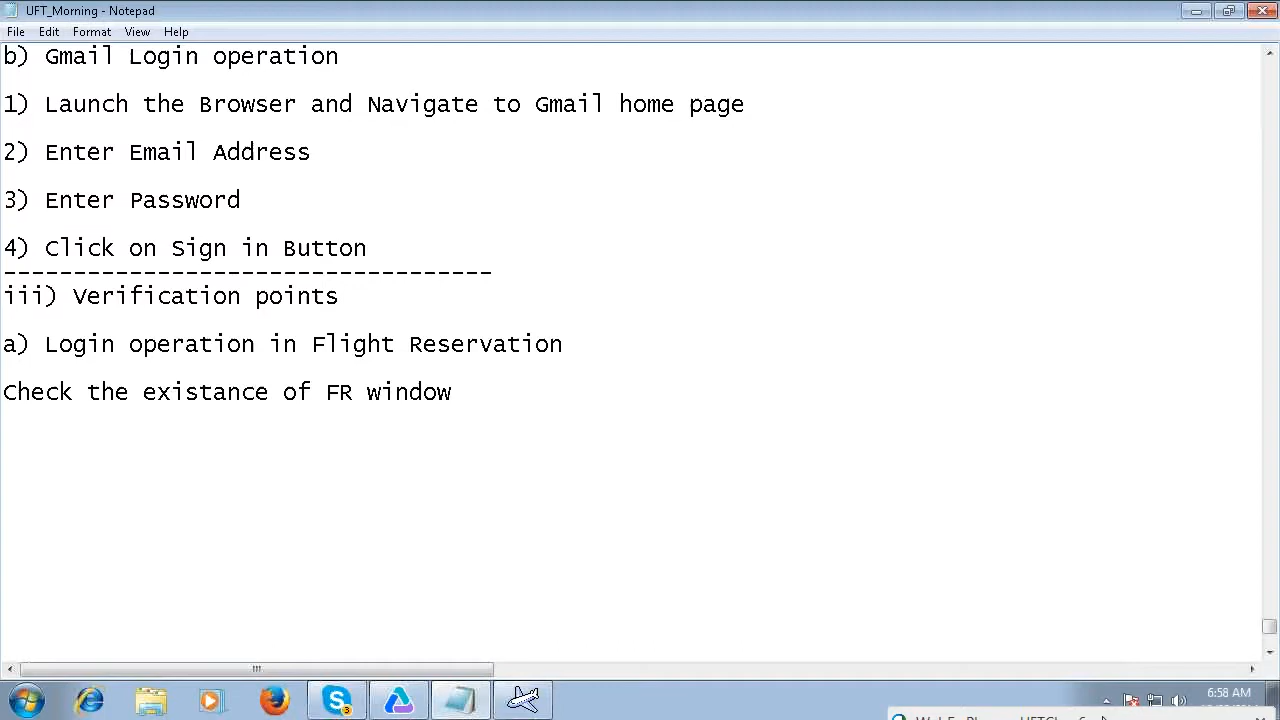 UFT_Morning - Notepad
File Edit Format View Help
b) Gmail Login operation
1) Launch the Browser and Navigate to Gmail home page
2) Enter Email Address
3) Enter Password
4) Click on Sign in Button
-----------------------------------
iii) Verification points
a) Login operation in Flight Reservation
Check the existance of FR window
3
6:58 AM